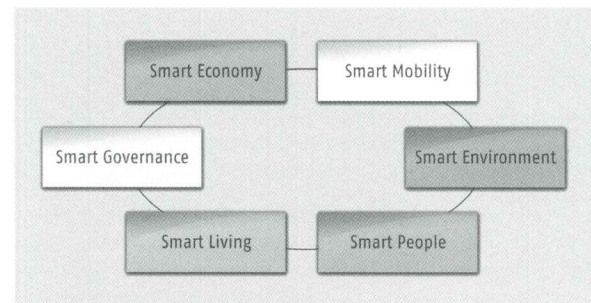 Smart Economy
Smart Mobility
Smart Governance
Smart Environment
Smart Living
Smart People